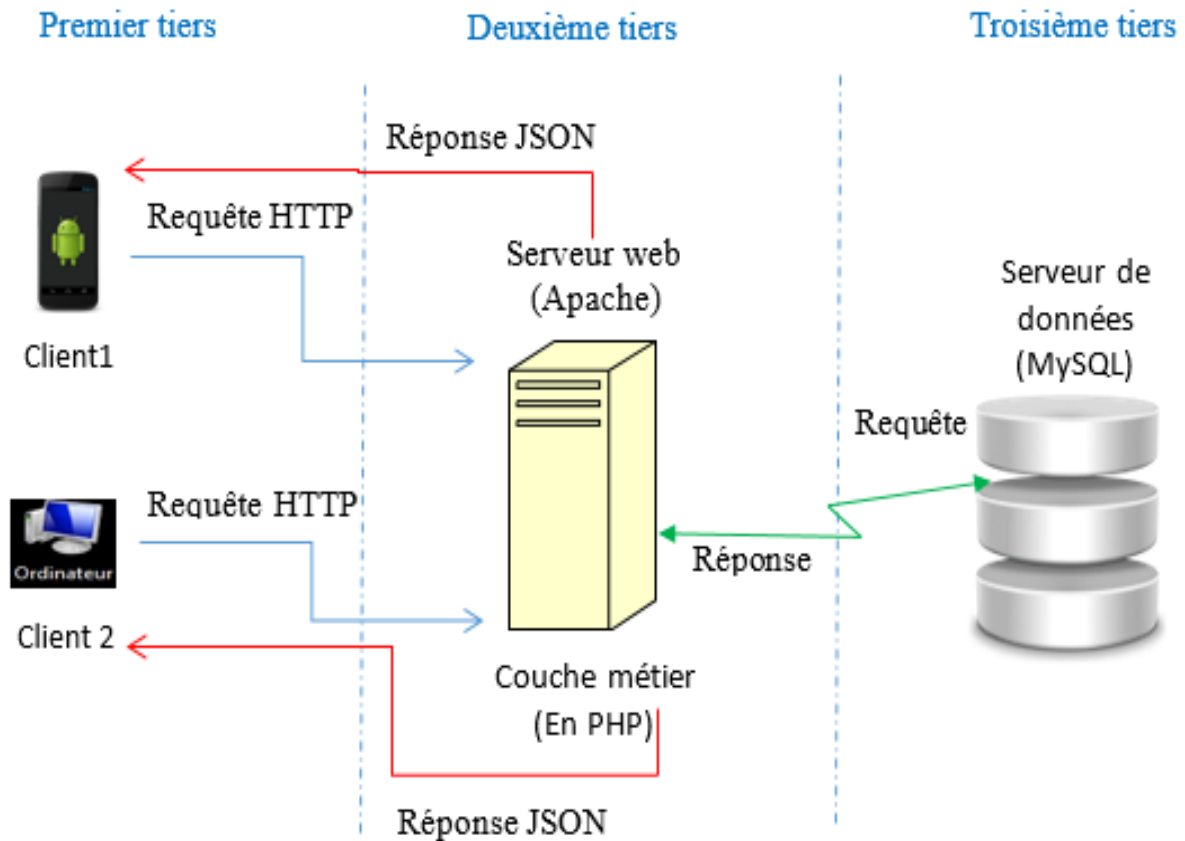 Premier tiers
Deuxième tiers
Troisième tiers
Réponse JSON
Requête HTTP
Serveur web
(Apache)
Serveur de
données
(MySQL)
Client1
Requête
Requête HTTP
Réponse
Ordinateur
Client 2
Couche métier
(En PHP)
Réponse JSON